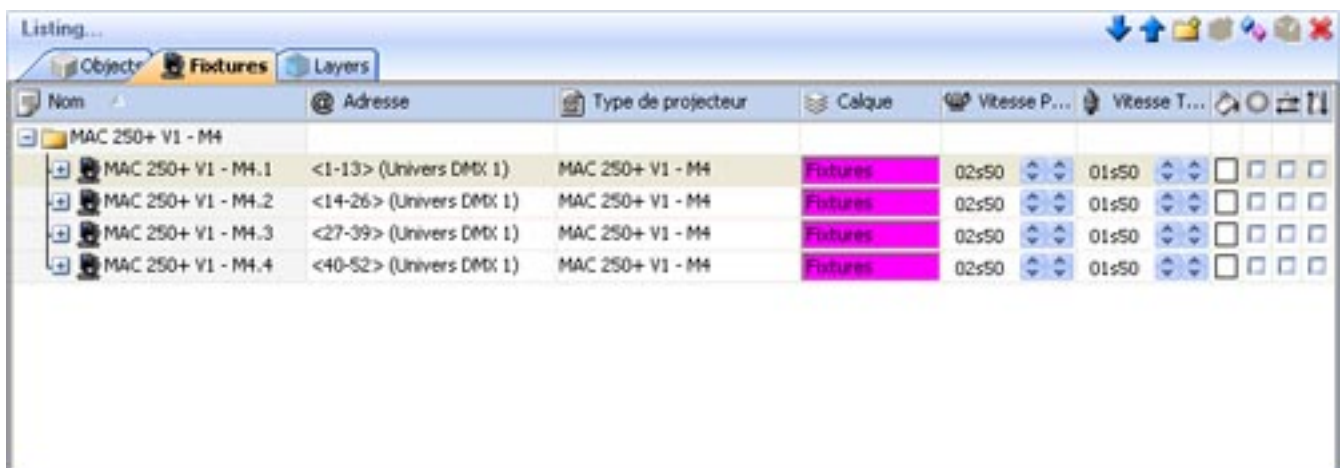 Listing...
Objects Fixtures Layers
Nom @ Adresse Type de projecteur Calque Vitesse P... Vitesse T...
MAC 250+ V1 - M4
MAC 250+ V1 - M4.1 <1-13> (Univers DMX 1) MAC 250+ V1 - M4 Fixtures 02s50 01s50
MAC 250+ V1 - M4.2 <14-26> (Univers DMX 1) MAC 250+ V1 - M4 Fixtures 02s50 01s50
MAC 250+ V1 - M4.3 <27-39> (Univers DMX 1) MAC 250+ V1 - M4 Fixtures 02s50 01s50
MAC 250+ V1 - M4.4 <40-52> (Univers DMX 1) MAC 250+ V1 - M4 Fixtures 02s50 01s50